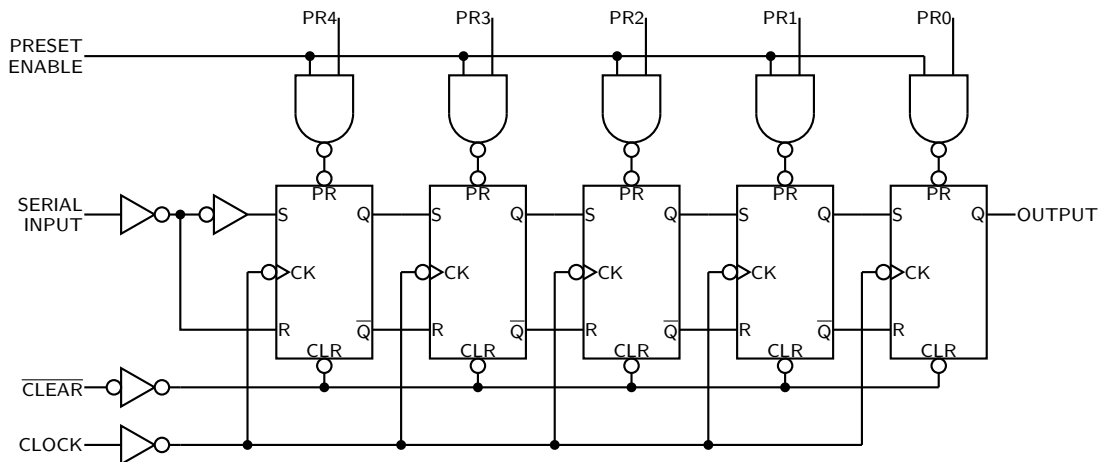 PR4 PR3 PR2 PR1 PR0
PRESET
ENABLE
PR PR PR PR PR
SERIAL
INPUT
S Q S Q S Q S Q S Q OUTPUT
CK CK CK CK CK
R Q̅ R Q̅ R Q̅ R Q̅ R
CLR CLR CLR CLR CLR
C̅L̅E̅A̅R̅
CLOCK